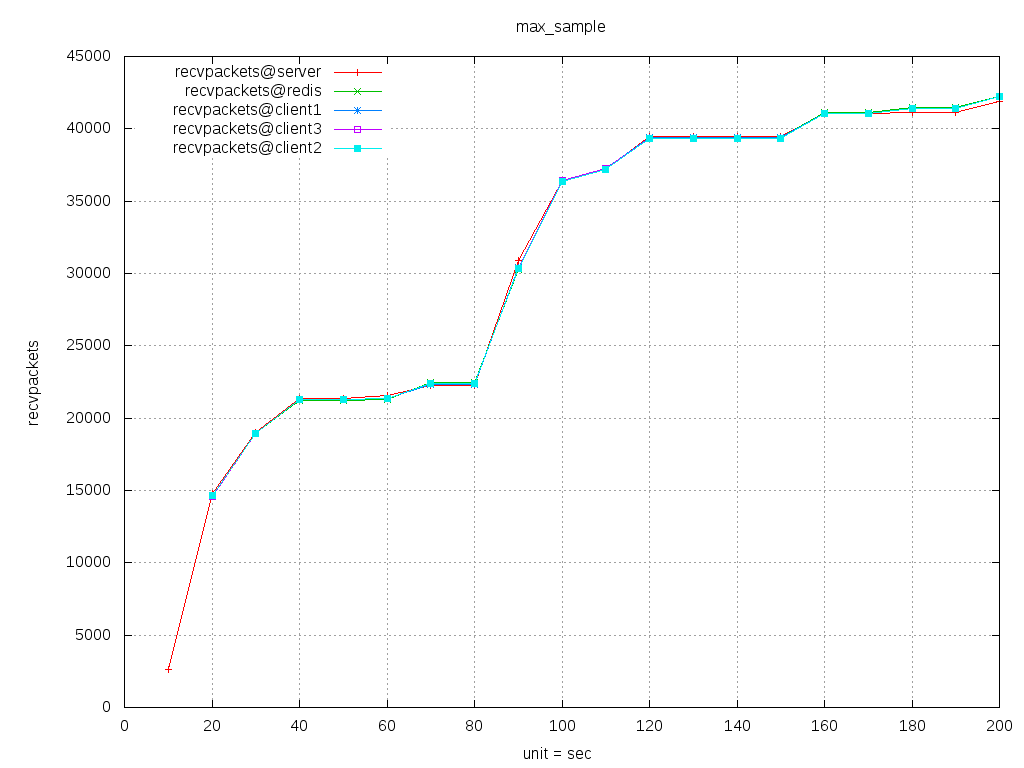 max_sample
45000
40000
35000
30000
25000
20000
15000
10000
5000
0
recvpackets
recvpackets@server
recvpackets@redis
recvpackets@client1
recvpackets@client3
recvpackets@client2
0 20 40 60 80 100 120 140 160 180 200
unit = sec